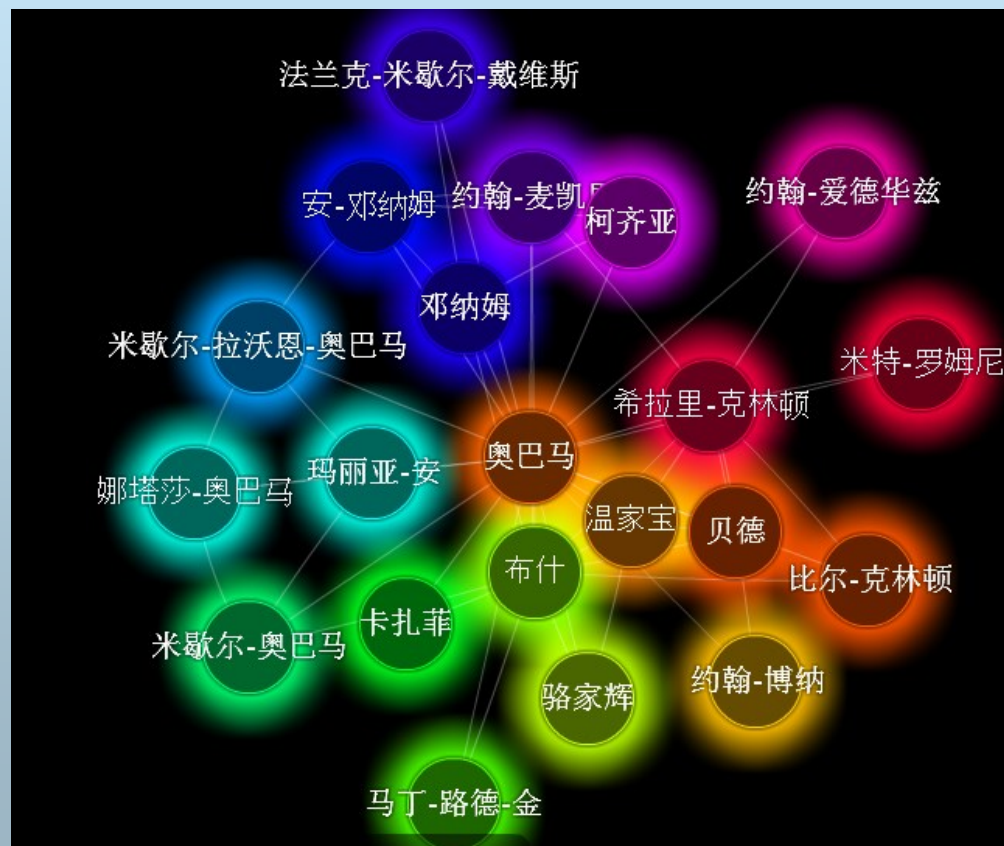 法兰克-米歇尔-戴维斯
安-邓纳姆
约翰-麦凯
柯齐亚
约翰-爱德华兹
邓纳姆
米歇尔-拉沃恩-奥巴马
米特-罗姆尼
希拉里-克林顿
奥巴马
玛丽亚-安
娜塔莎-奥巴马
温家宝
贝德
布什
比尔-克林顿
卡扎菲
米歇尔-奥巴马
约翰-博纳
骆家辉
马丁-路德-金